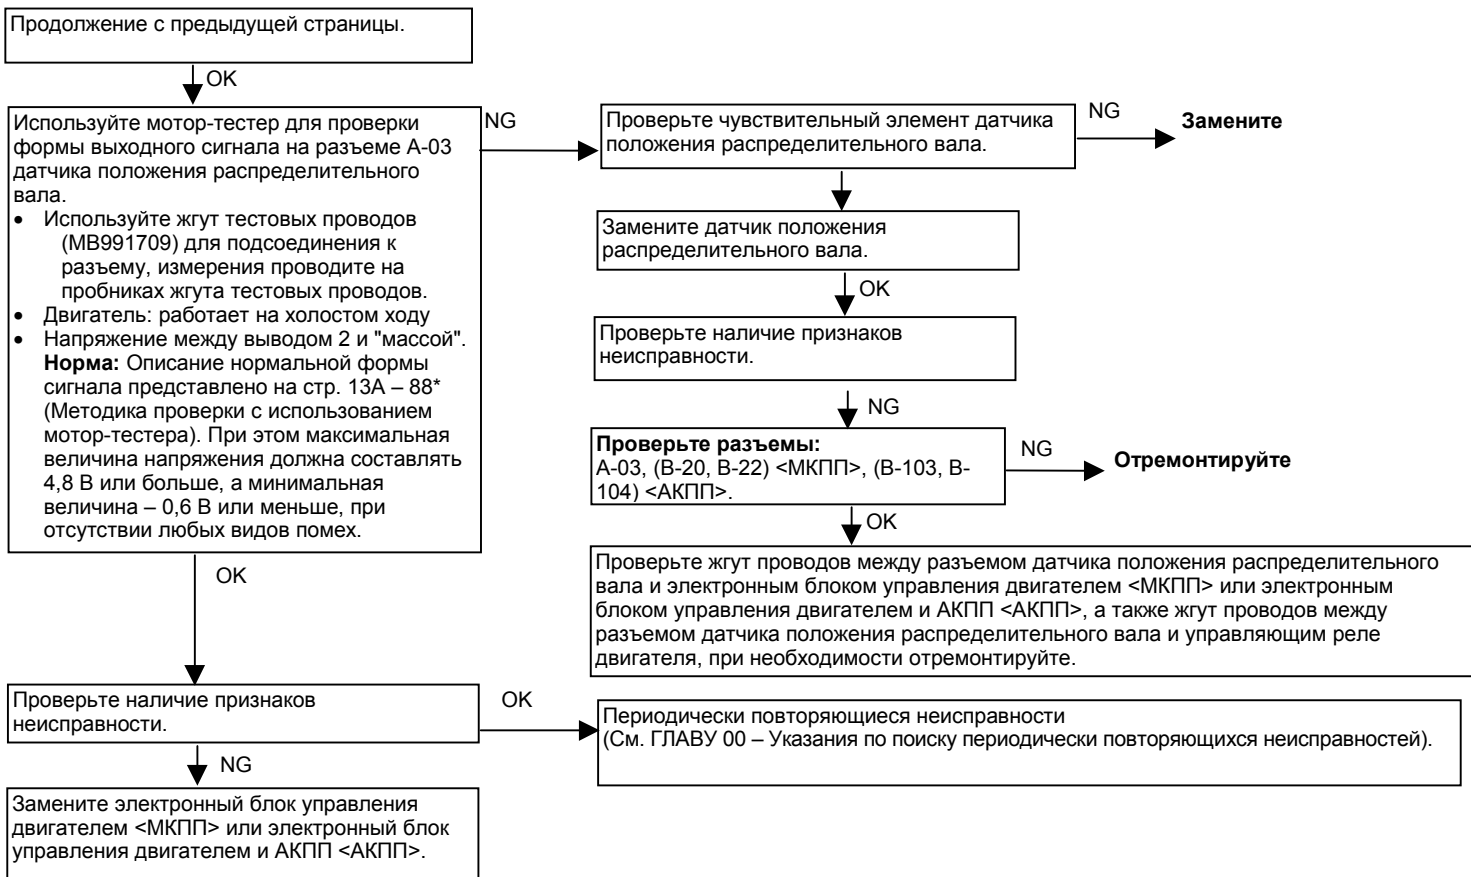 Продолжение с предыдущей страницы.
OK
Используйте мотор-тестер для проверки
формы выходного сигнала на разъеме А-03
датчика положения распределительного
вала.
• Используйте жгут тестовых проводов
(MB991709) для подсоединения к
разъему, измерения проводите на
пробниках жгута тестовых проводов.
• Двигатель: работает на холостом ходу
• Напряжение между выводом 2 и "массой".
Норма: Описание нормальной формы
сигнала представлено на стр. 13А – 88*
(Методика проверки с использованием
мотор-тестера). При этом максимальная
величина напряжения должна составлять
4,8 В или больше, а минимальная
величина – 0,6 В или меньше, при
отсутствии любых видов помех.
NG
Проверьте чувствительный элемент датчика
положения распределительного вала.
NG
Замените
Замените датчик положения
распределительного вала.
OK
Проверьте наличие признаков
неисправности.
NG
Проверьте разъемы:
А-03, (В-20, В-22) <МКПП>, (В-103, В-
104) <АКПП>.
NG
Отремонтируйте
OK
Проверьте жгут проводов между разъемом датчика положения распределительного
вала и электронным блоком управления двигателем <МКПП> или электронным
блоком управления двигателем и АКПП <АКПП>, а также жгут проводов между
разъемом датчика положения распределительного вала и управляющим реле
двигателя, при необходимости отремонтируйте.
OK
Проверьте наличие признаков
неисправности.
OK
Периодически повторяющиеся неисправности
(См. ГЛАВУ 00 – Указания по поиску периодически повторяющихся неисправностей).
NG
Замените электронный блок управления
двигателем <МКПП> или электронный блок
управления двигателем и АКПП <АКПП>.